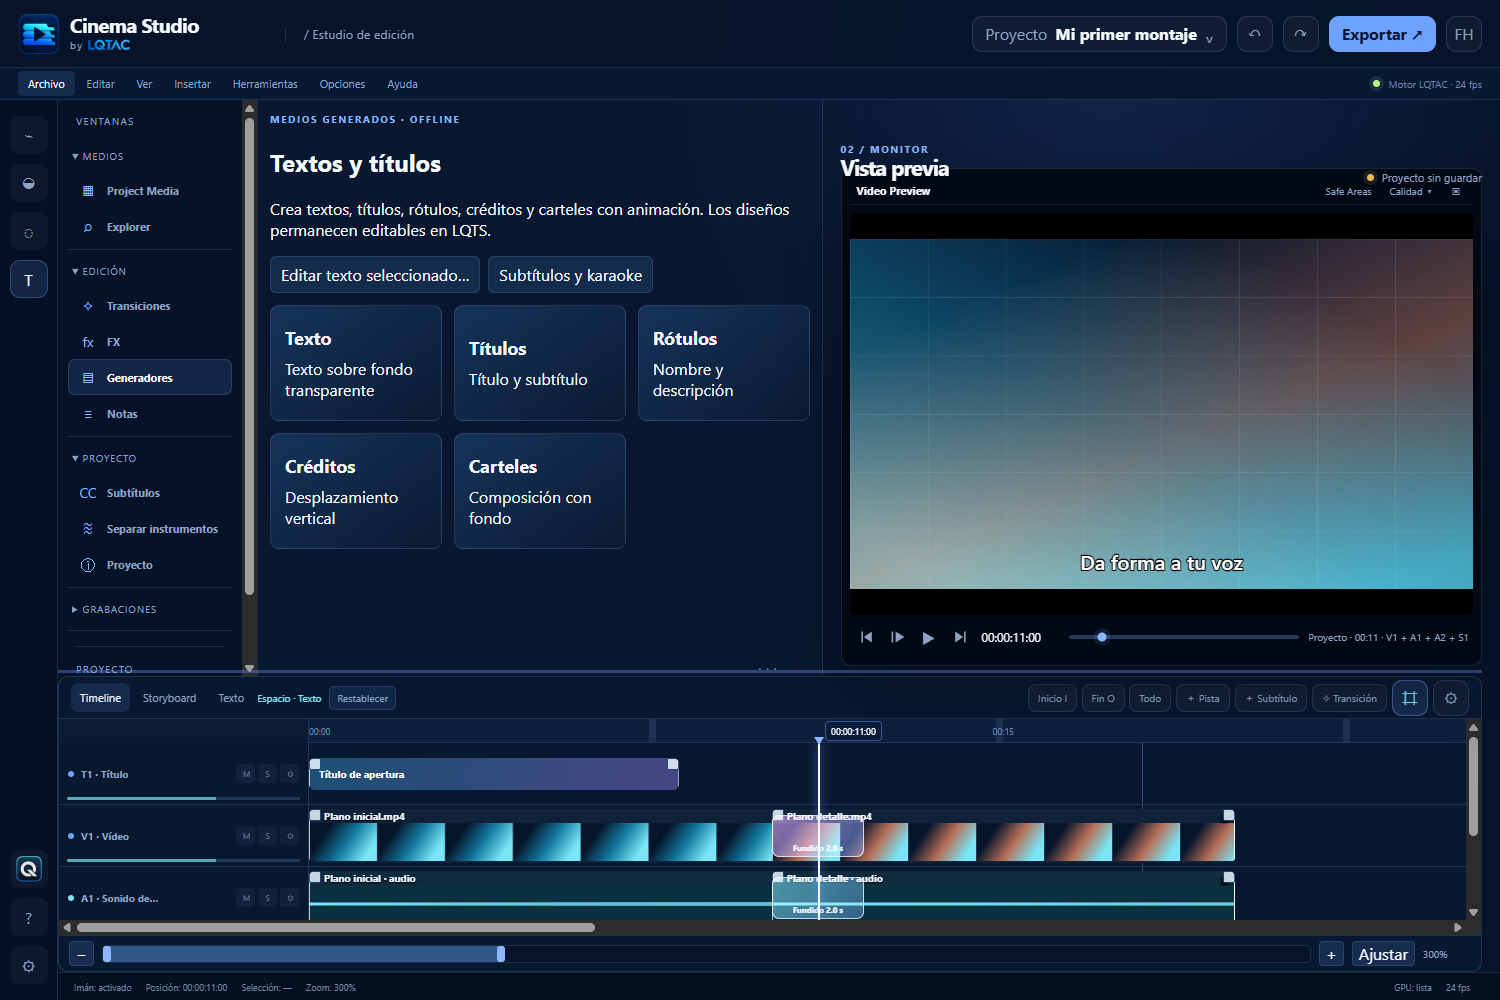 Cinema Studio
by LQTAC
/ Estudio de edición
Proyecto Mi primer montaje
Exportar ↗
FH
Archivo Editar Ver Insertar Herramientas Opciones Ayuda
Motor LQTAC · 24 fps
VENTANAS
▾ MEDIOS
Project Media
Explorer
▾ EDICIÓN
Transiciones
fx FX
Generadores
Notas
▾ PROYECTO
CC Subtítulos
Separar instrumentos
Proyecto
▸ GRABACIONES
PROYECTO
T
Q
?
MEDIOS GENERADOS · OFFLINE
Textos y títulos
Crea textos, títulos, rótulos, créditos y carteles con animación. Los diseños
permanecen editables en LQTS.
Editar texto seleccionado...
Subtítulos y karaoke
Texto
Texto sobre fondo
transparente
Títulos
Título y subtítulo
Rótulos
Nombre y
descripción
Créditos
Desplazamiento
vertical
Carteles
Composición con
fondo
02 / MONITOR
Vista previa
Proyecto sin guardar
Video Preview
Safe Areas
Calidad ▾
Da forma a tu voz
00:00:11:00
Proyecto · 00:11 · V1 + A1 + A2 + S1
Timeline Storyboard Texto Espacio · Texto Restablecer
Inicio I Fin O Todo + Pista + Subtítulo ✧ Transición
00:00
00:00:11:00
00:15
T1 · Título M S
Título de apertura
V1 · Vídeo M S
Plano inicial.mp4
Plano detalle.mp4
Fundido 2.0 s
A1 · Sonido de... M S
Plano inicial · audio
Plano detalle · audio
Fundido 2.0 s
− + Ajustar 300%
Imán: activado Posición: 00:00:11:00 Selección: — Zoom: 300%
GPU: lista 24 fps